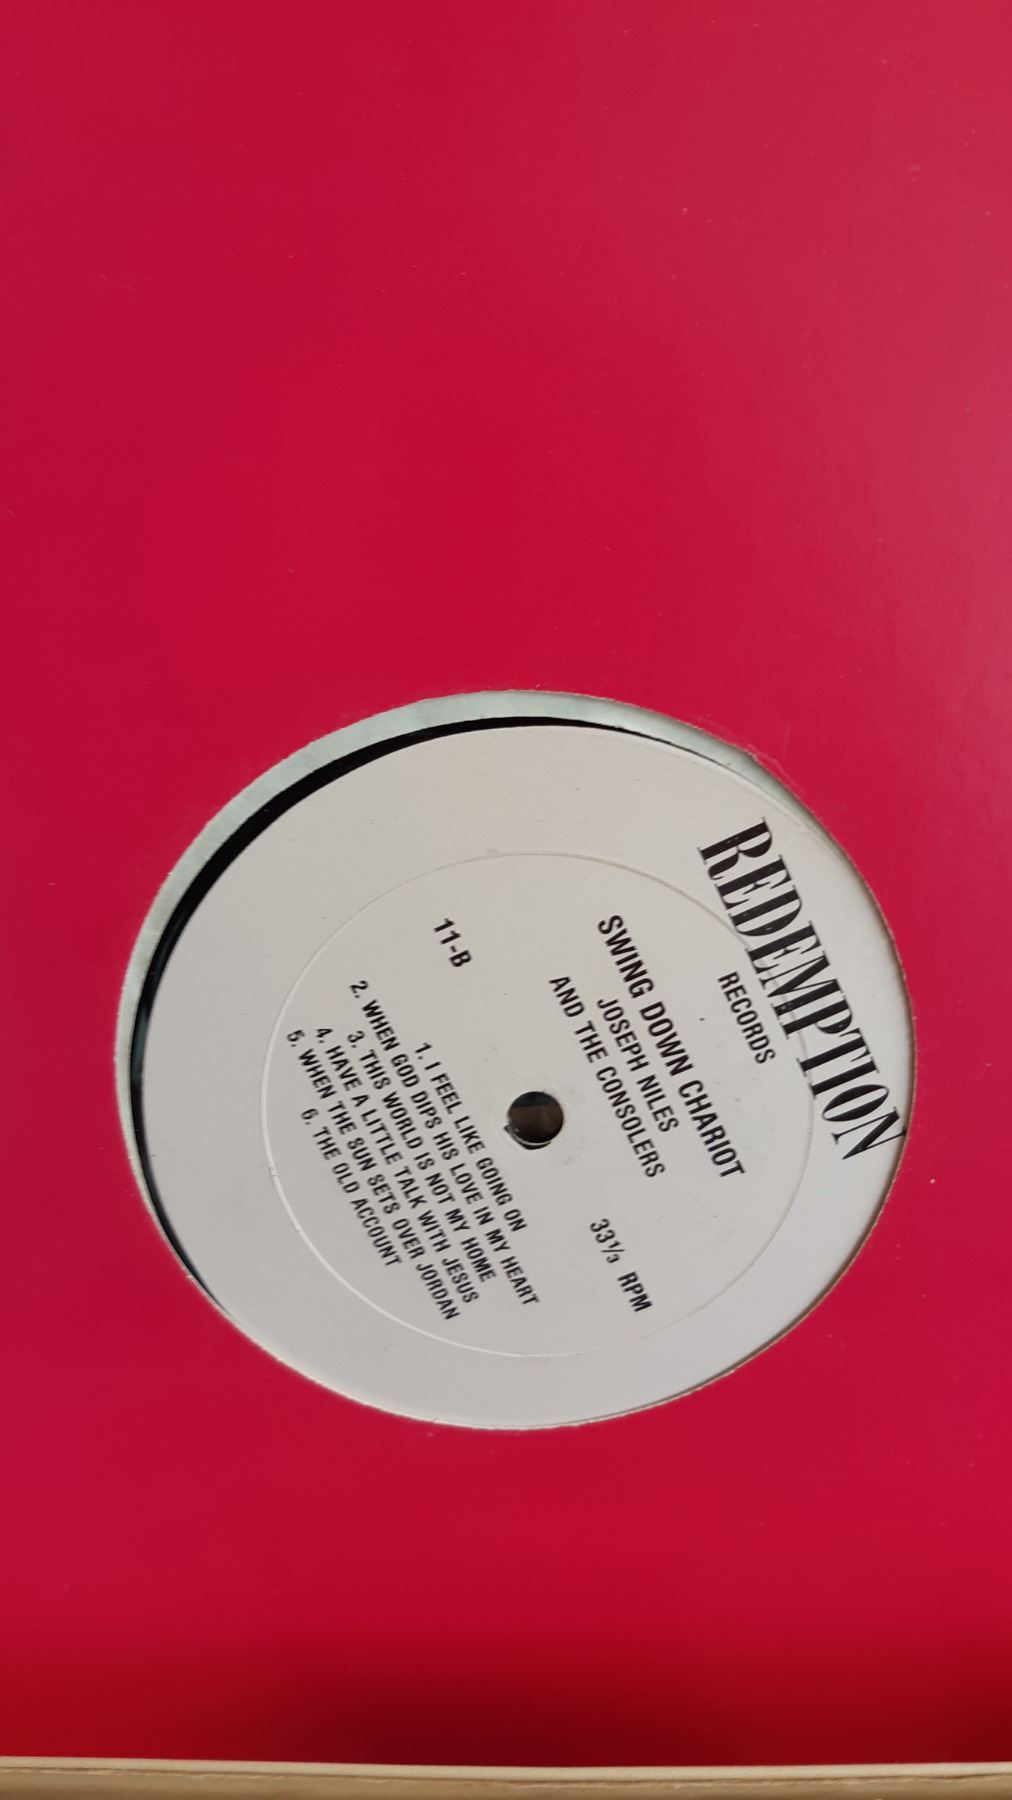 REDEMPTION
RECORDS
SWING DOWN CHARIOT
JOSEPH NILES
AND THE CONSOLERS
11-B
33⅓ RPM
1. I FEEL LIKE GOING ON
2. WHEN GOD DIPS HIS LOVE IN MY HEART
3. THIS WORLD IS NOT MY HOME
4. HAVE A LITTLE TALK WITH JESUS
5. WHEN THE SUN SETS OVER JORDAN
6. THE OLD ACCOUNT